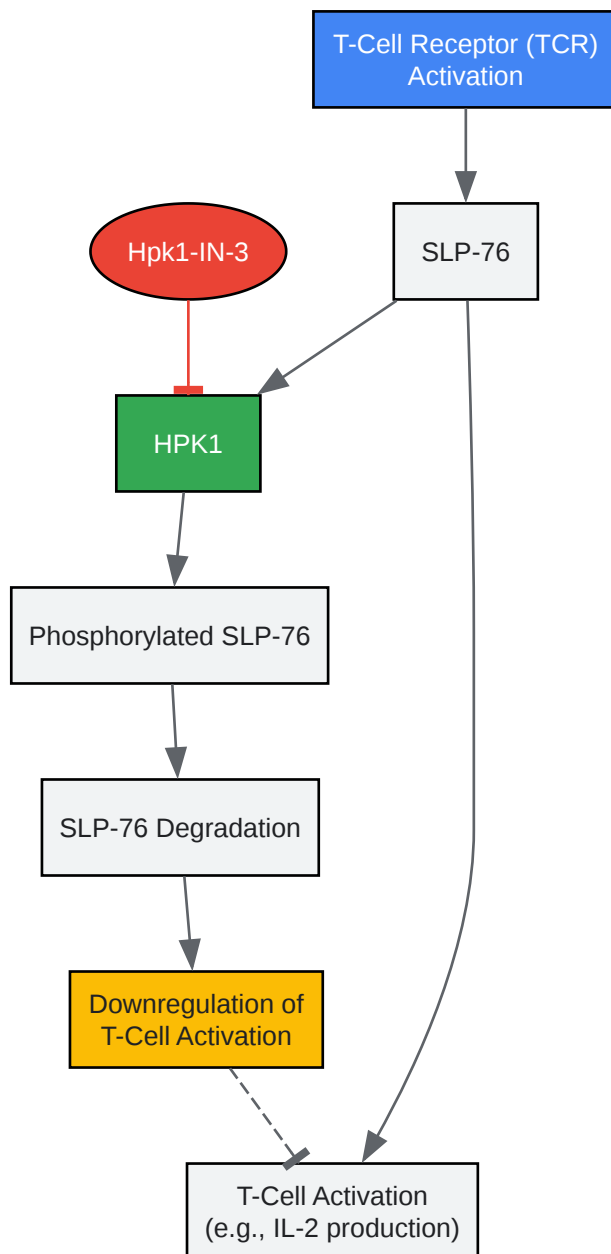 T-Cell Receptor (TCR)
Activation
Hpk1-IN-3
SLP-76
HPK1
Phosphorylated SLP-76
SLP-76 Degradation
Downregulation of
T-Cell Activation
T-Cell Activation
(e.g., IL-2 production)